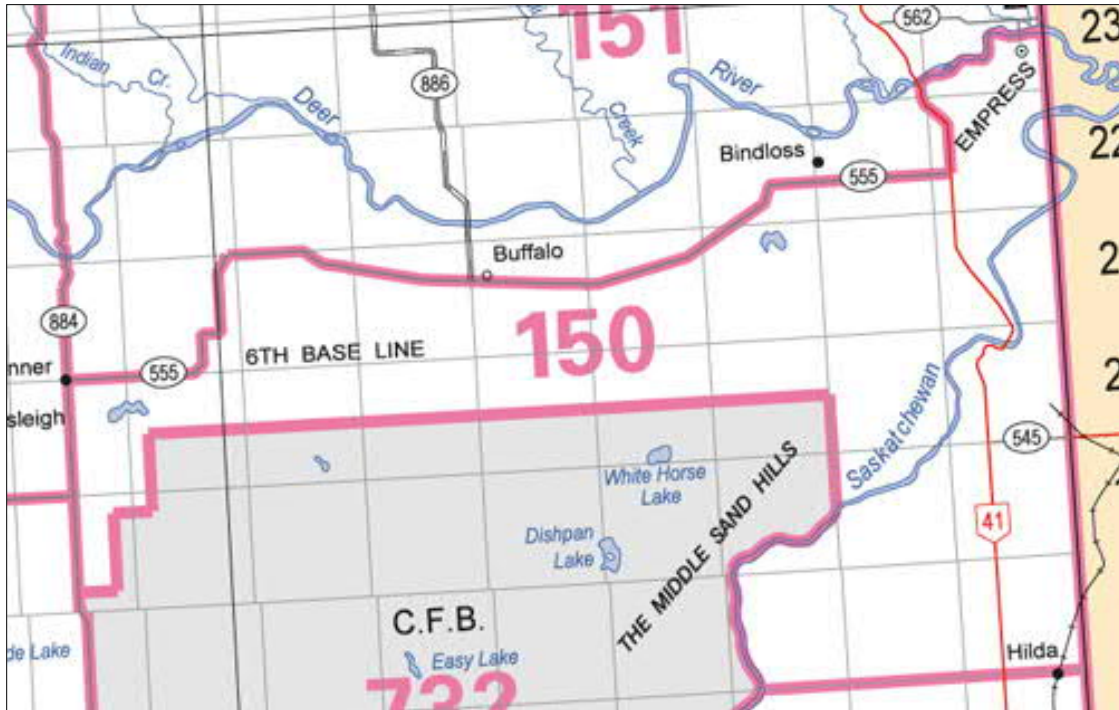 151
562
23
Indian
Cr.
886
River
Deer
EMPRESS
Creek
22
Bindloss
555
Buffalo
884
150
6TH BASE LINE
nner
555
sleigh
Saskatchewan
545
White Horse
Lake
THE MIDDLE SAND HILLS
41
Dishpan
Lake
C.F.B.
de Lake
Easy Lake
Hilda
732